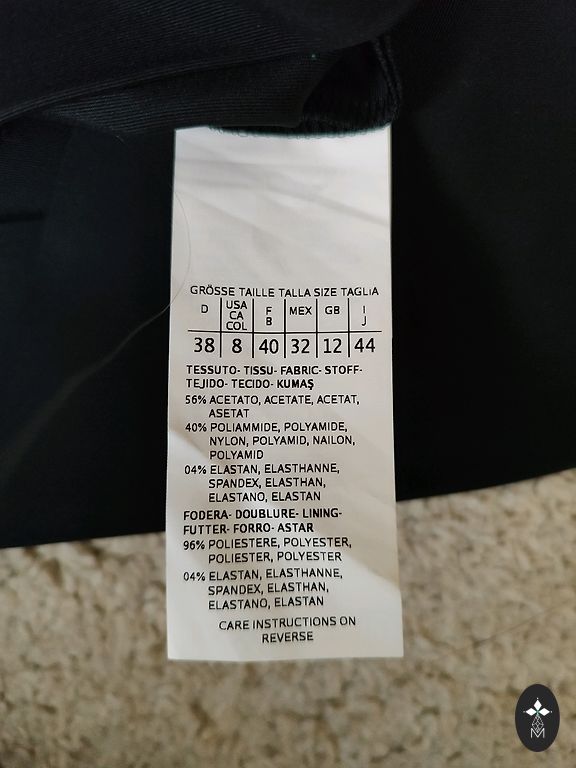 GRÖSSE TAILLE TALLA SIZE TAGLIA
D USA CA COL F B MEX GB I J
38 8 40 32 12 44
TESSUTO- TISSU- FABRIC- STOFF-
TEJIDO- TECIDO- KUMAŞ
56% ACETATO, ACETATE, ACETAT,
ASETAT
40% POLIAMMIDE, POLYAMIDE,
NYLON, POLYAMID, NAILON,
POLYAMID
04% ELASTAN, ELASTHANNE,
SPANDEX, ELASTHAN,
ELASTANO, ELASTAN
FODERA- DOUBLURE- LINING-
FUTTER- FORRO- ASTAR
96% POLIESTERE, POLYESTER,
POLIESTER, POLYESTER
04% ELASTAN, ELASTHANNE,
SPANDEX, ELASTHAN,
ELASTANO, ELASTAN
CARE INSTRUCTIONS ON
REVERSE
M